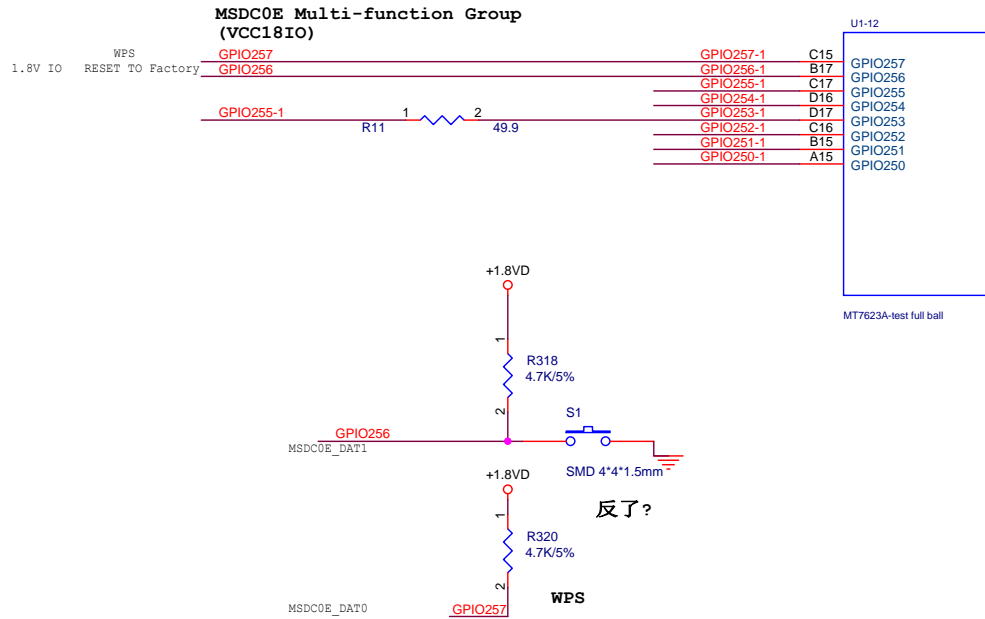 MSDC0E Multi-function Group
(VCC18IO)
U1-12
WPS
GPIO257
GPIO257-1
C15
GPIO257
1.8V IO
RESET TO Factory
GPIO256
GPIO256-1
B17
GPIO256
GPIO255-1
C17
GPIO255
GPIO254-1
D16
GPIO254
GPIO255-1
1
2
GPIO253-1
D17
GPIO253
R11
49.9
GPIO252-1
C16
GPIO252
GPIO251-1
B15
GPIO251
GPIO250-1
A15
GPIO250
+1.8VD
MT7623A-test full ball
1
R318
4.7K/5%
2
S1
GPIO256
MSDC0E_DAT1
SMD 4*4*1.5mm
+1.8VD
反了?
1
R320
4.7K/5%
2
WPS
MSDC0E_DAT0
GPIO257